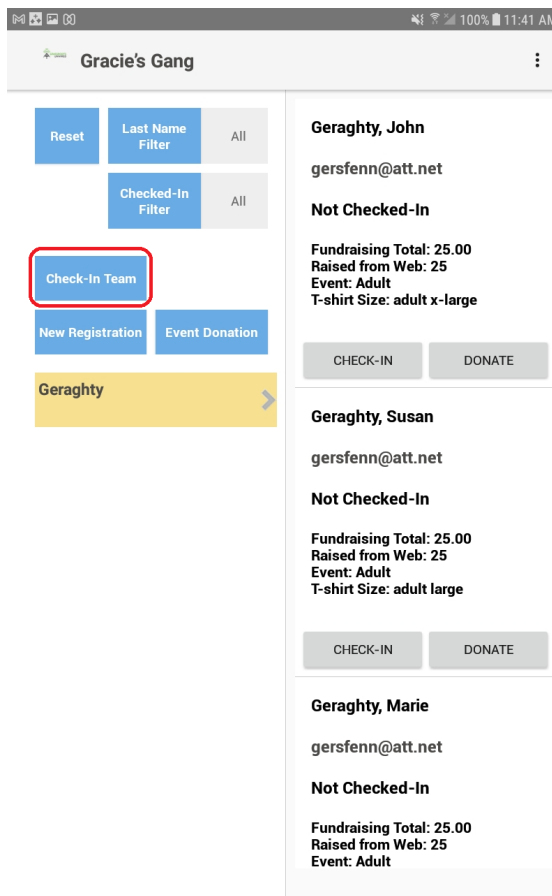 100% 11:41 AM
Gracie's Gang
Reset
Last Name
Filter
All
Checked-In
Filter
All
Check-In Team
New Registration
Event Donation
Geraghty
Geraghty, John
gersfenn@att.net
Not Checked-In
Fundraising Total: 25.00
Raised from Web: 25
Event: Adult
T-shirt Size: adult x-large
CHECK-IN
DONATE
Geraghty, Susan
gersfenn@att.net
Not Checked-In
Fundraising Total: 25.00
Raised from Web: 25
Event: Adult
T-shirt Size: adult large
CHECK-IN
DONATE
Geraghty, Marie
gersfenn@att.net
Not Checked-In
Fundraising Total: 25.00
Raised from Web: 25
Event: Adult